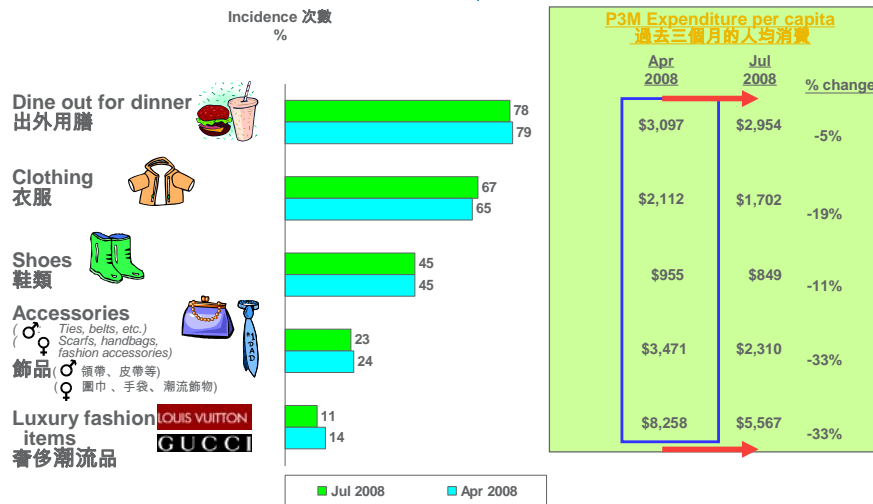 Incidence 次數
%
P3M Expenditure per capita
過去三個月的人均消費
Apr
2008
Jul
2008
% change
Dine out for dinner
出外用膳
78
79
$3,097
$2,954
-5%
Clothing
衣服
67
65
$2,112
$1,702
-19%
Shoes
鞋類
45
45
$955
$849
-11%
Accessories
( ♂: Ties, belts, etc.)
( ♀ Scarfs, handbags,
fashion accessories)
飾品 ( ♂ 領帶、皮帶等)
( ♀ 圍巾、手袋、潮流飾物)
#1 DAD
23
24
$3,471
$2,310
-33%
Luxury fashion
items
奢侈潮流品
LOUIS VUITTON
GUCCI
11
14
$8,258
$5,567
-33%
Jul 2008
Apr 2008